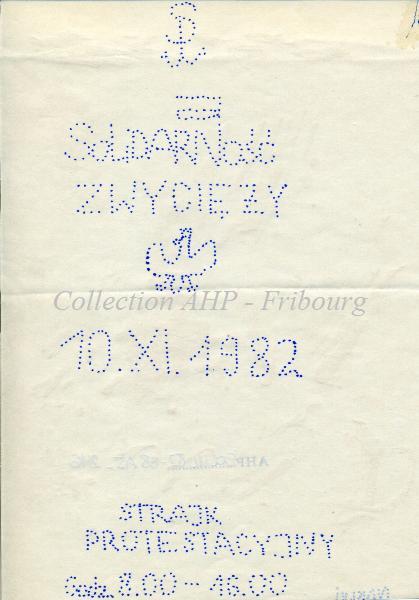 SOLIDARNość
ZWYCIĘŻY
Collection AHP - Fribourg
10.XI.1982
STRAJK
PROTESTACYJNY
Godz. 8.00 - 16.00